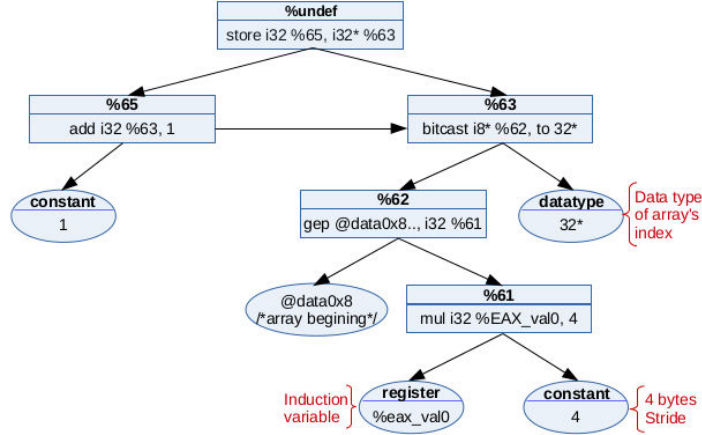 %undef
store i32 %65, i32* %63
%65
add i32 %63, 1
%63
bitcast i8* %62, to 32*
constant
1
%62
gep @data0x8.., i32 %61
datatype
32*
Data type
of array's
index
@data0x8
/*array begining*/
%61
mul i32 %EAX_val0, 4
Induction
variable
register
%eax_val0
constant
4
4 bytes
Stride